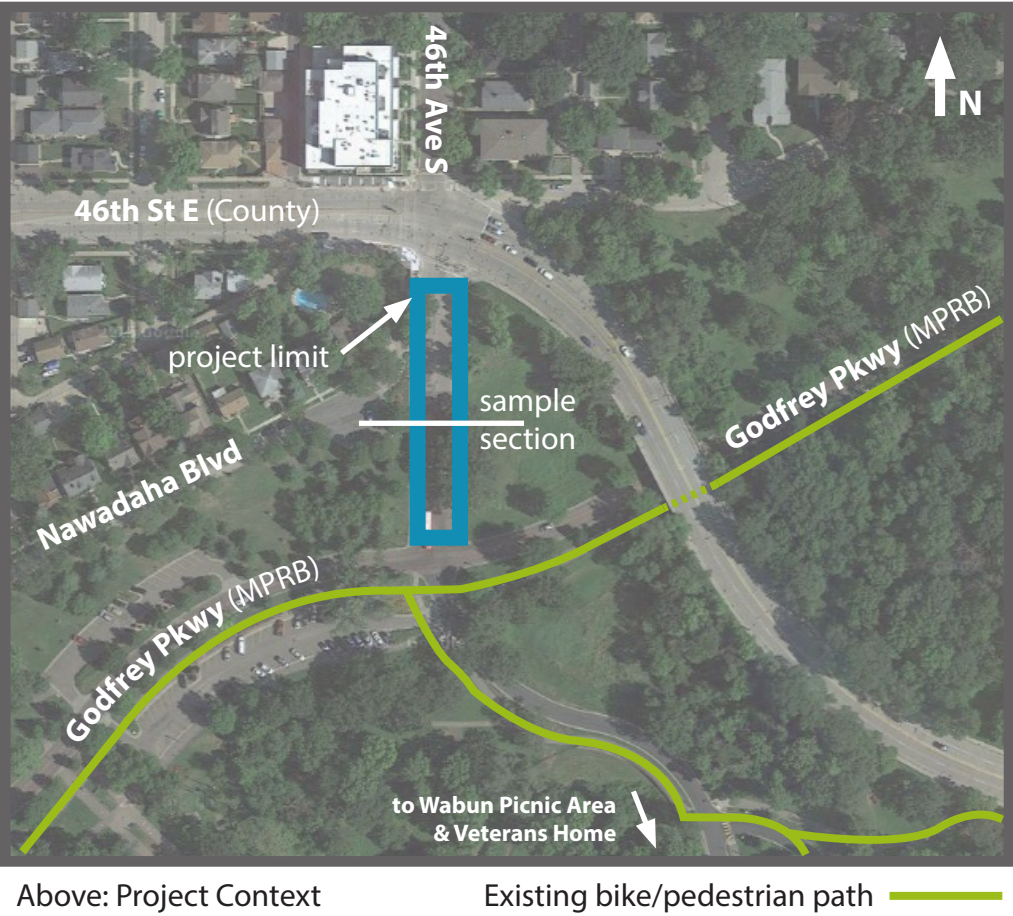 46th Ave S
N
46th St E (County)
project limit
Godfrey Pkwy (MPRB)
sample
section
Nawadaha Blvd
Godfrey Pkwy (MPRB)
to Wabun Picnic Area
& Veterans Home
Above: Project Context
Existing bike/pedestrian path